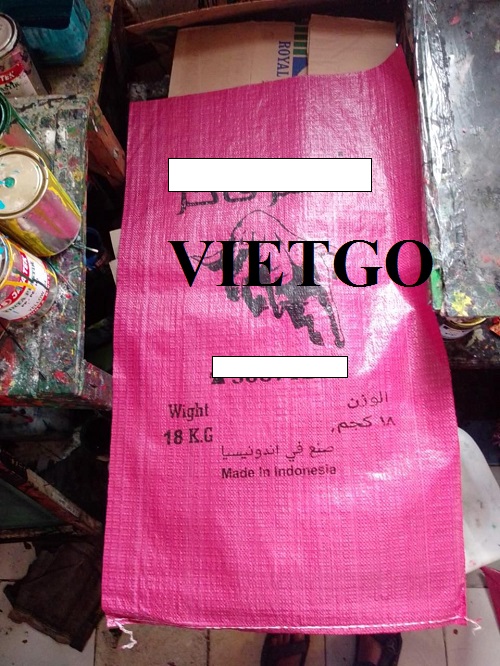 ROYAL
VIETGO
Wight
18 K.G
الوزن
١٨ كجم,
صنع في اندونيسيا
Made In Indonesia